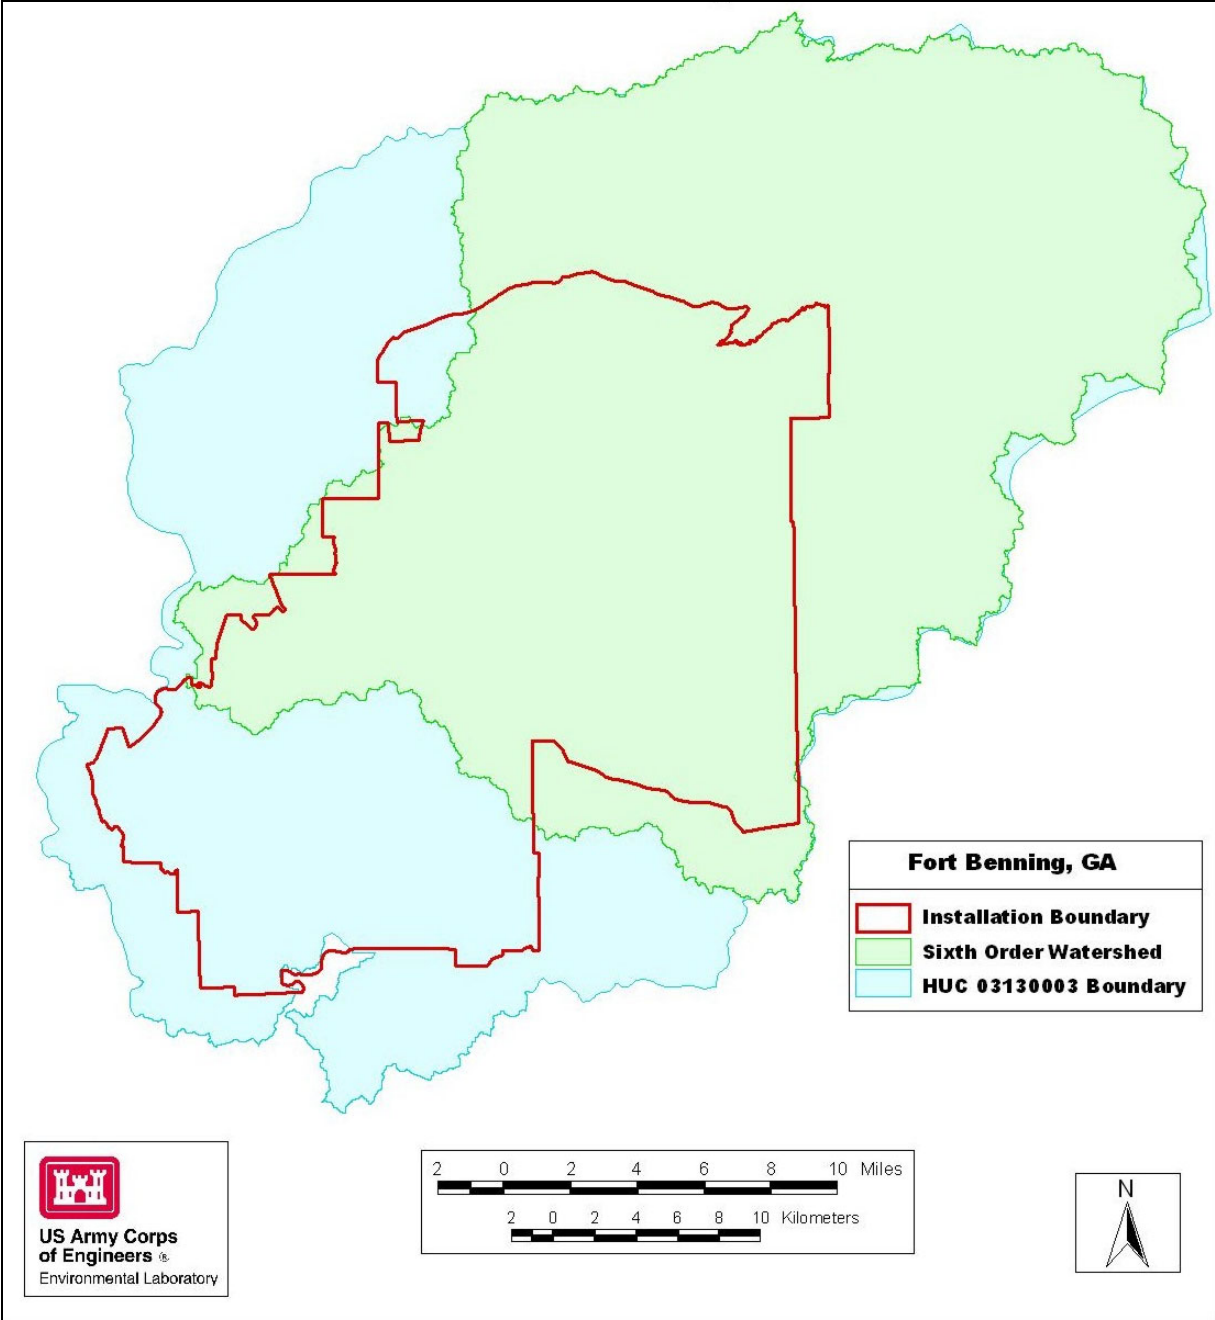 Fort Benning, GA
Installation Boundary
Sixth Order Watershed
HUC 03130003 Boundary
2 0 2 4 6 8 10 Miles
2 0 2 4 6 8 10 Kilometers
N
US Army Corps
of Engineers ®
Environmental Laboratory